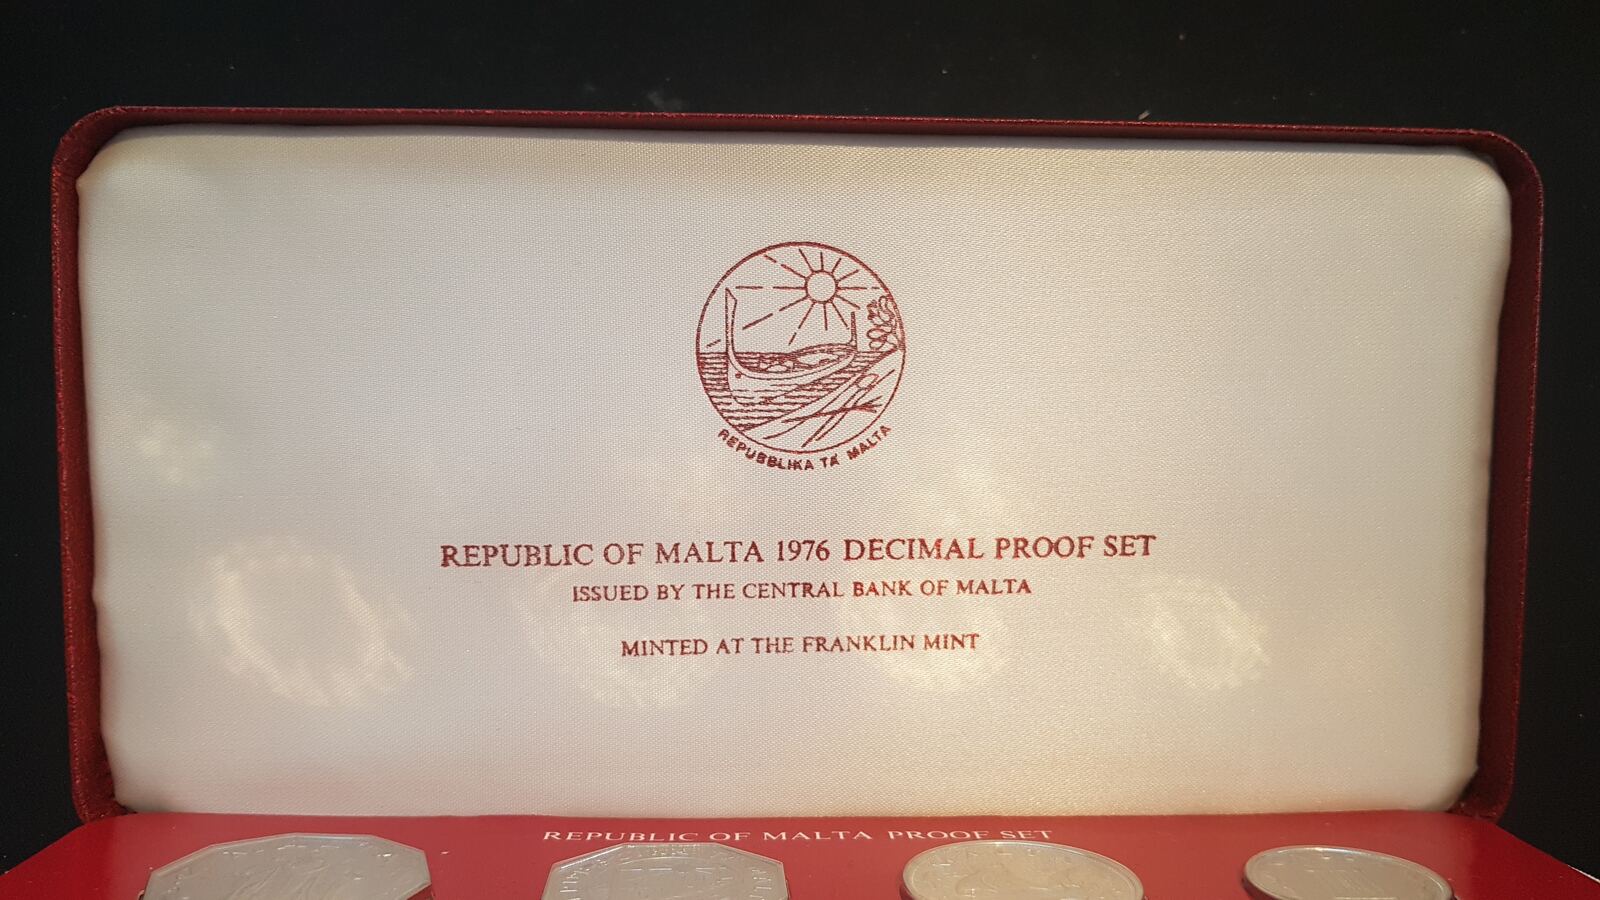 REPUBBLIKA TA' MALTA
REPUBLIC OF MALTA 1976 DECIMAL PROOF SET
ISSUED BY THE CENTRAL BANK OF MALTA
MINTED AT THE FRANKLIN MINT
REPUBLIC OF MALTA PROOF SET